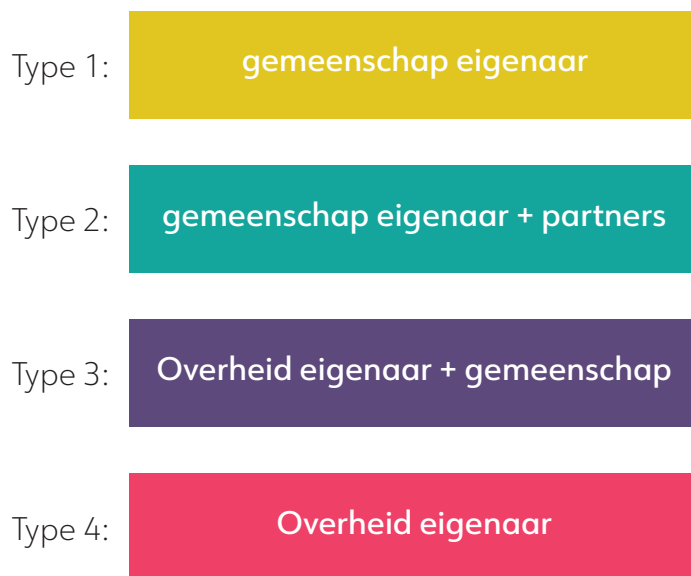 Type 1: gemeenschap eigenaar
Type 2: gemeenschap eigenaar + partners
Type 3: Overheid eigenaar + gemeenschap
Type 4: Overheid eigenaar